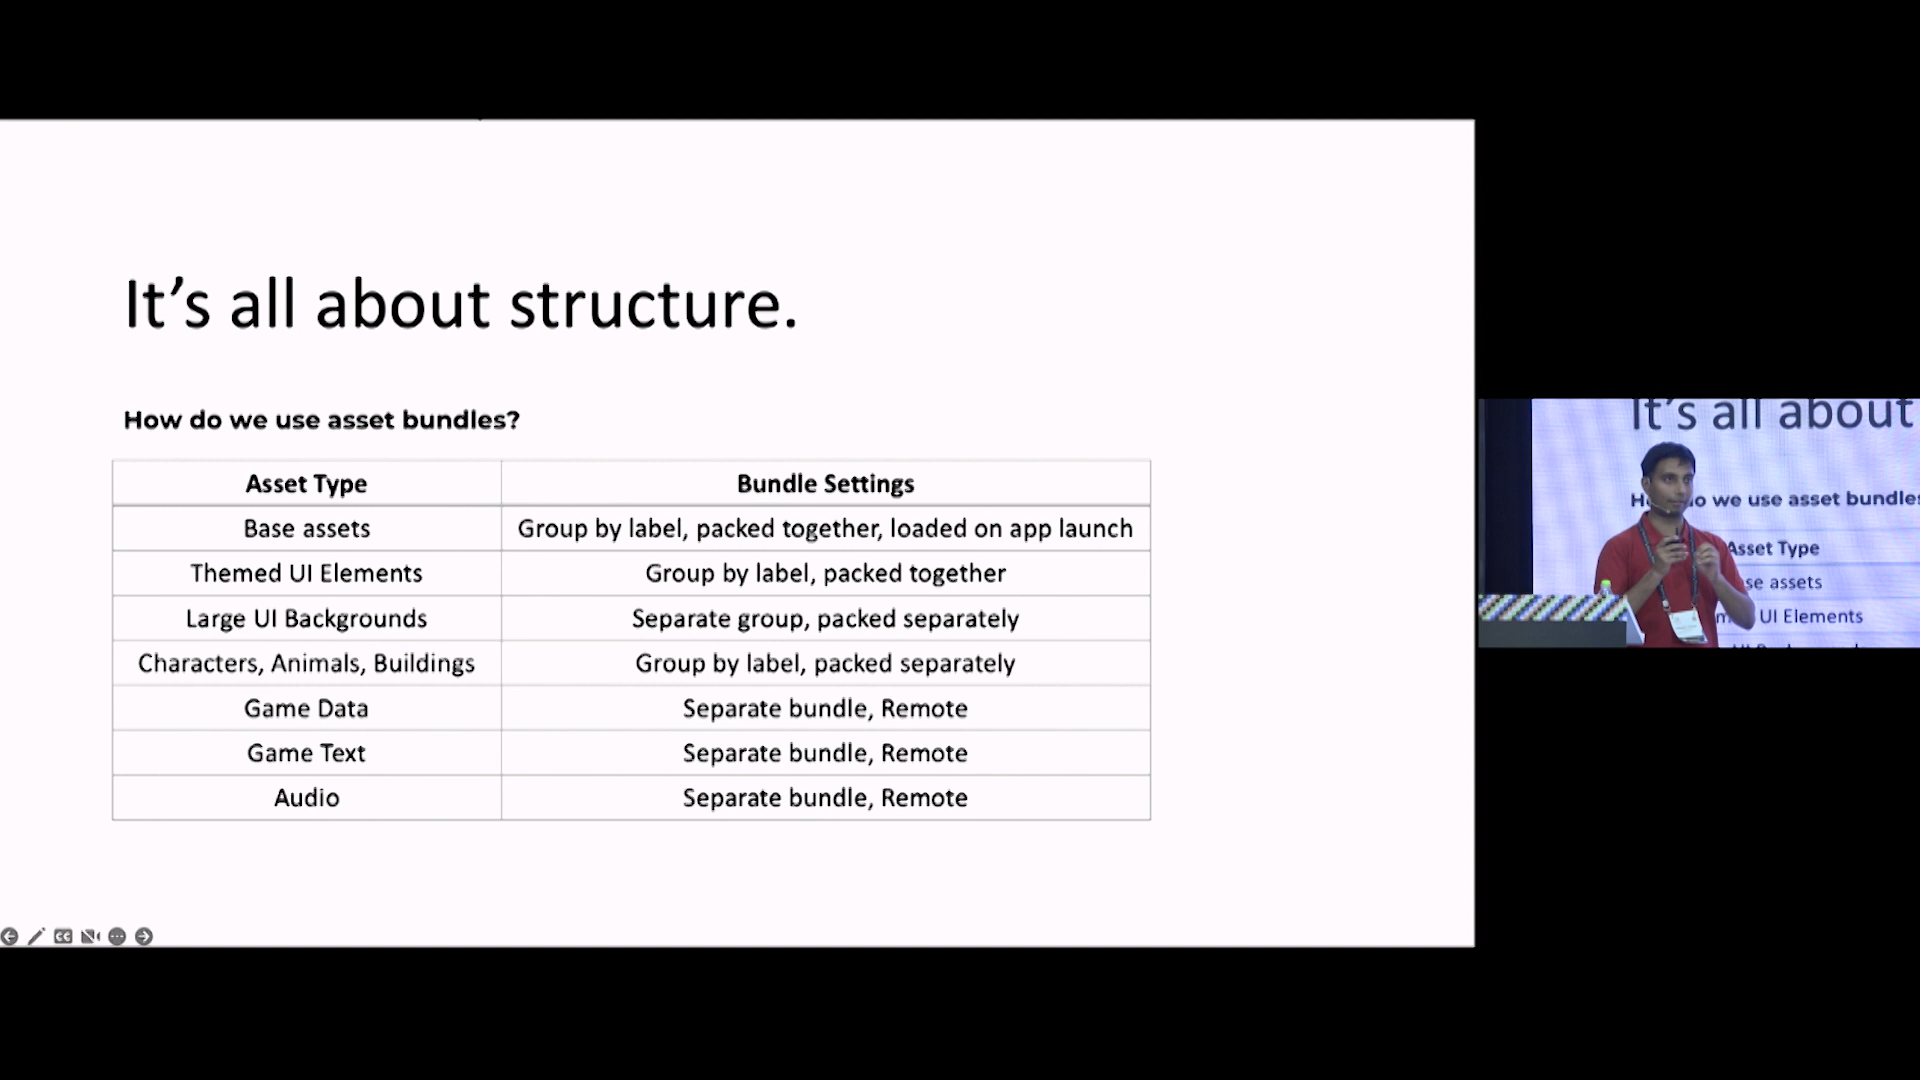 It's all about structure.
How do we use asset bundles?
Asset Type Bundle Settings
Base assets Group by label, packed together, loaded on app launch
Themed UI Elements Group by label, packed together
Large UI Backgrounds Separate group, packed separately
Characters, Animals, Buildings Group by label, packed separately
Game Data Separate bundle, Remote
Game Text Separate bundle, Remote
Audio Separate bundle, Remote
CC
It's all about
do we use asset bundles
Asset Type
assets
UI Elements